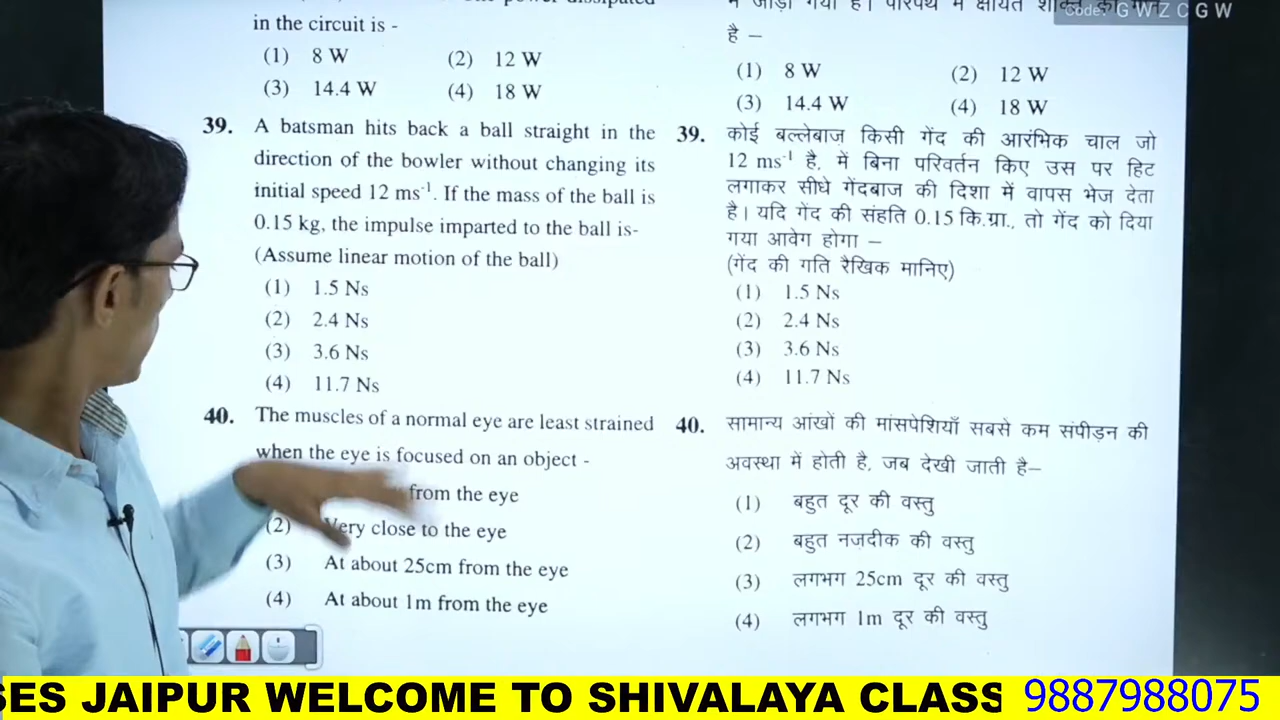 power dissipated
in the circuit is -
(1) 8 W (2) 12 W
(3) 14.4 W (4) 18 W
39. A batsman hits back a ball straight in the
direction of the bowler without changing its
initial speed 12 ms⁻¹. If the mass of the ball is
0.15 kg, the impulse imparted to the ball is-
(Assume linear motion of the ball)
(1) 1.5 Ns
(2) 2.4 Ns
(3) 3.6 Ns
(4) 11.7 Ns
40. The muscles of a normal eye are least strained
when the eye is focused on an object -
from the eye
(2) Very close to the eye
(3) At about 25cm from the eye
(4) At about 1m from the eye
में जोड़ा गया है। परिपथ में क्षयित शक्ति
Code: G W Z C G W
है –
(1) 8 W (2) 12 W
(3) 14.4 W (4) 18 W
39. कोई बल्लेबाज़ किसी गेंद की आरंभिक चाल जो
12 ms⁻¹ है, में बिना परिवर्तन किए उस पर हिट
लगाकर सीधे गेंदबाज की दिशा में वापस भेज देता
है। यदि गेंद की संहति 0.15 कि.ग्रा., तो गेंद को दिया
गया आवेग होगा –
(गेंद की गति रैखिक मानिए)
(1) 1.5 Ns
(2) 2.4 Ns
(3) 3.6 Ns
(4) 11.7 Ns
40. सामान्य आंखों की मांसपेशियाँ सबसे कम संपीड़न की
अवस्था में होती है, जब देखी जाती है–
(1) बहुत दूर की वस्तु
(2) बहुत नज़दीक की वस्तु
(3) लगभग 25cm दूर की वस्तु
(4) लगभग 1m दूर की वस्तु
SES JAIPUR WELCOME TO SHIVALAYA CLASS 9887988075